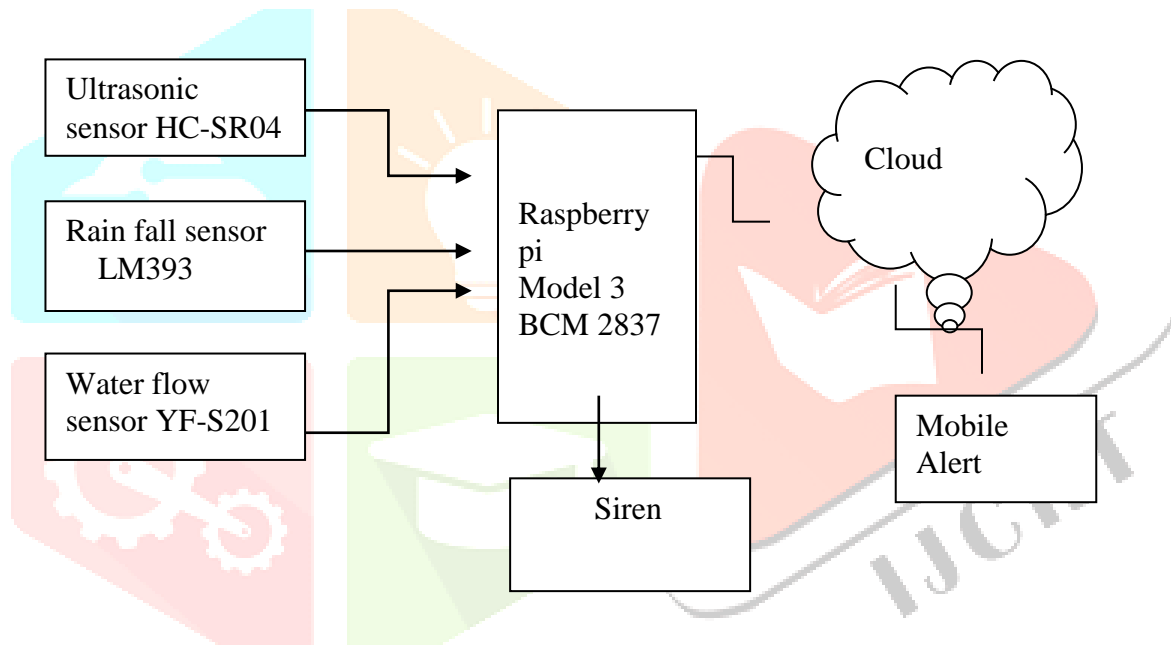 Ultrasonic
sensor HC-SR04
Rain fall sensor
LM393
Water flow
sensor YF-S201
Raspberry
pi
Model 3
BCM 2837
Siren
Cloud
Mobile
Alert
IJCRT